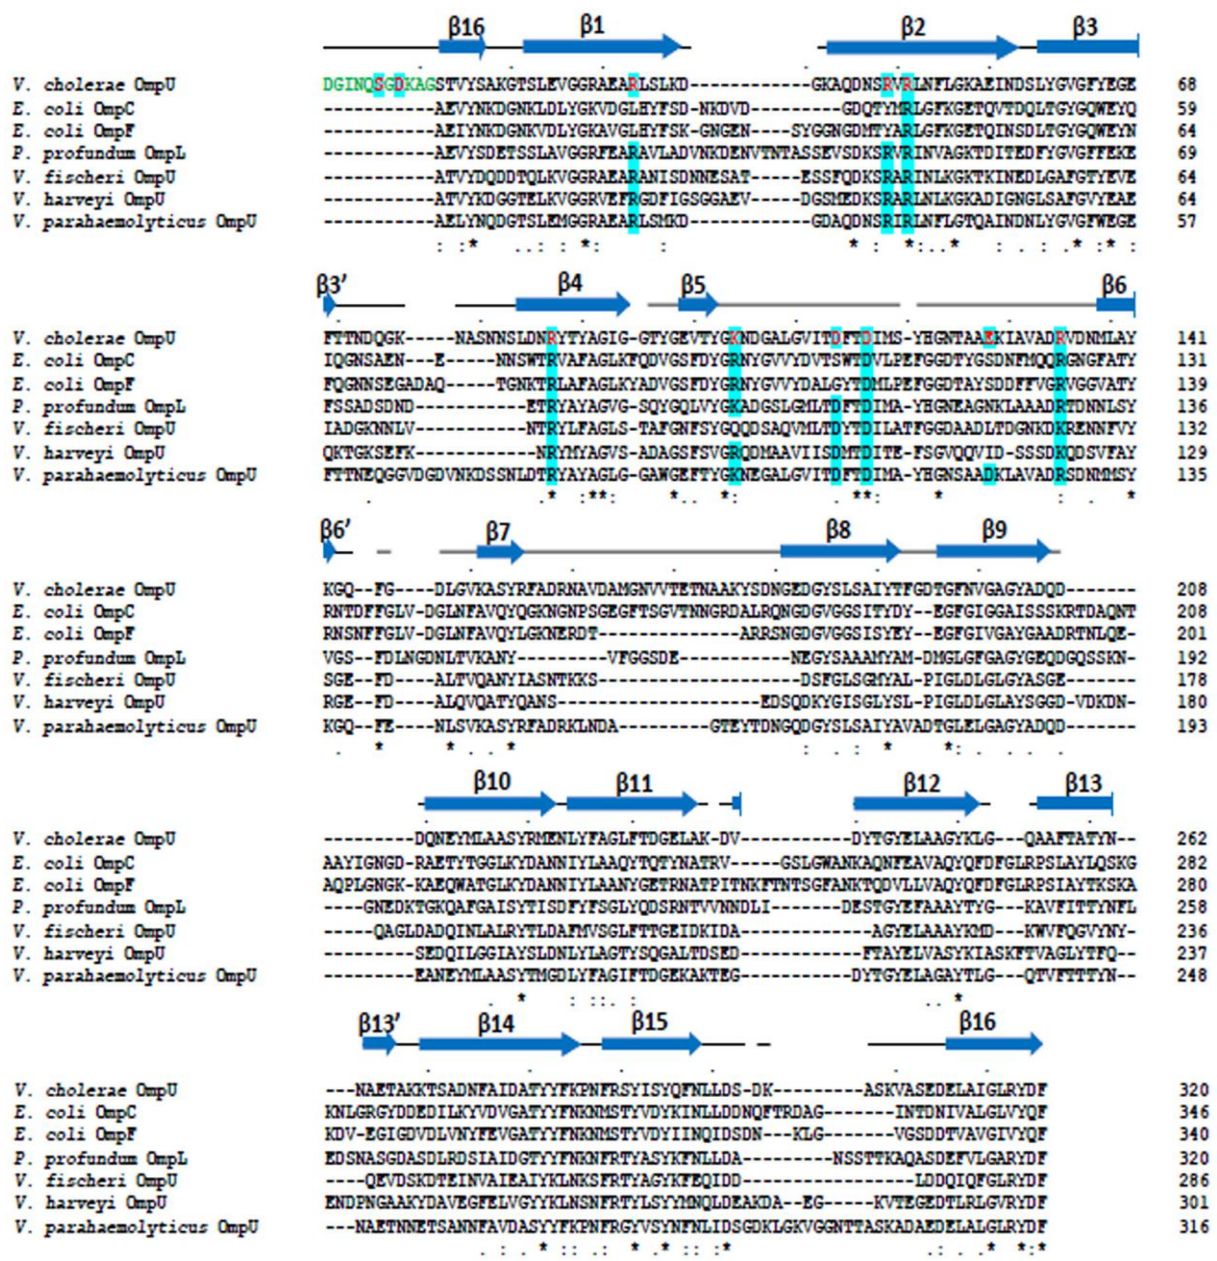 β16 β1 β2 β3
V. cholerae OmpU DGINQSGDKAGSTVYSAKGTSLEVGGRAEARLSLKD------------GKAQDNSRVRLNFLGKAEINDSLYGVGFYEGE 68
E. coli OmpC -----------AEVYNKDGNKLDLYGKVDGLHYFSD-NKDVD---------GDQTYMRLGFKGETQVTDQLTGYGQWEYQ 59
E. coli OmpF -----------AEIYNKDGNKVDLYGKAVGLHYFSK-GNGEN----SYGGNGDMTYARLGFKGETQINSDLTGYGQWEYN 64
P. profundum OmpL -----------AEVYSDETSSLAVGGRFEARAVLADVNKDENVTNTASSEVSDKSRVRINVAGKTDITEDFYGVGFFEKE 69
V. fischeri OmpU -----------ATVYDQDDTQLKVGGRAEARANISDNNESAT-----ESSFQDKSRARINLKGKTKINEDLGAFGTYEVE 64
V. harveyi OmpU -----------ATVYKDGGTELKVGGRVEFRGDFIGSGGAEV-----DGSMEDKSRARLNLKGKADIGNGLSAFGVYEAE 64
V. parahaemolyticus OmpU -----------AELYNQDGTSLEMGGRAEARLSMKD------------GDAQDNSRIRLNFLGTQAINDNLYGVGFWEGE 57
: :* ..: *: : * : *:..* : . : . * :* :
β3’ β4 β5 β6
V. cholerae OmpU FTTNDQGK-----NASNNSLDNRYTYAGIG-GTYGEVTYGKNDGALGVITDFTDIMS-YHGNTAAEKIAVADRVDNMLAY 141
E. coli OmpC IQGNSAEN---E-----NNSWTRVAFAGLKFQDVGSFDYGRNYGVVYDVTSWTDVLPEFGGDTYGSDNFMQQRGNGFATY 131
E. coli OmpF FQGNNSEGADAQ-----TGNKTRLAFAGLKYADVGSFDYGRNYGVVYDALGYTDMLPEFGGDTAYSDDFFVGRVGGVATY 139
P. profundum OmpL FSSADSDND-----------ETRYAYAGVG-SQYGQLVYGKADGSLGMLTDFTDIMA-YHGNEAGNKLAAADRTDNNLSY 136
V. fischeri OmpU IADGKNNLV-----------NTRYLFAGLS-TAFGNFSYGQQDSAQVMLTDYTDILATFGGDAADLTDGNKDKRENNFVY 132
V. harveyi OmpU QKTGKSEFK-----------NRYMYAGVS-ADAGSFSVGRQDMAAVIISDMTDITE-FSGVQQVID-SSSDKQDSVFAY 129
V. parahaemolyticus OmpU FTTNEQGGVDGDVNKDSSNLDTRYAYAGLG-GAWGEFTYGKNEGALGVITDFTDIMA-YHGNSAADKLAVADRSDNMMSY 135
. .* :** * . *: . **: * : . *
β6’ β7 β8 β9
V. cholerae OmpU KGQ--FG----DLGVKASYRFADRNAVDAMGNVVTETNAAKYSDNGEDGYSLSAIYTFGDTGFNVGAGYADQD------- 208
E. coli OmpC RNTDFFGLV-DGLNFAVQYQGKNGNPSGEGFTSGVTNNGRDALRQNGDGVGGSITYDY--EGFGIGGAISSSKRTDAQNT 208
E. coli OmpF RNSNFFGLV-DGLNFAVQYLGKNERDT--------------ARRSNGDGVGGSISYEY--EGFGIVGAYGAADRTNLQE- 201
P. profundum OmpL VGS--FDLNGDNLTVKANY---------VFGGSDE-----------NEGYSAAAMYAM-DMGLGFGAGYGEQDGQSSKN- 192
V. fischeri OmpU SGE--FD----ALTVQANYIASNTKKS--------------------DSFGLSGMYAL-PIGLDLGLGYASGE------- 178
V. harveyi OmpU RGE--FD----ALQVQATYQANS--------------------EDSQDKYGISGLYSL-PIGLDLGLAYSGGD-VDKDN- 180
V. parahaemolyticus OmpU KGQ--FE----NLSVKASYRFADRKLNDA---------GTEYTDNGQDGYSLSAIYAVADTGLELGAGYADQD------- 193
. * * . . * : . : * *: . . . .
β10 β11 β12 β13
V. cholerae OmpU ---------DQNEYMLAASYRMENLYFAGLFTDGELAK-DV-----------DYTGYELAAGYKLG---QAAFTATYN-- 262
E. coli OmpC AAYIGNGD-RAETYTGGLKYDANNIYLAAQYTQTYNATRV-----GSLGWANKAQNFEAVAQYQFDFGLRPSLAYLQSKG 282
E. coli OmpF AQPLGNGK-KAEQWATGLKYDANNIYLAANYGETRNATPITNKFTNTSGFANKTQDVLLVAQYQFDFGLRPSIAYTKSKA 280
P. profundum OmpL ----GNEDKTGKQAFGAISYTISDFYFSGLYQDSRNTVVNNDLI-------DESTGYEFAAAYTYG---KAVFITTYNFL 258
V. fischeri OmpU -----QAGLDADQINLALRYTLDAFMVSGLFTTGEIDKIDA-------------AGYELAAAYKMD---KWVFQGVYNY- 236
V. harveyi OmpU ---------SEDQILGGIAYSLDNLYLAGTYSQGALTDSED------------FTAYELVASYKIASKFTVAGLYTFQ-- 237
V. parahaemolyticus OmpU ---------EANEYMLAASYTMGDLYFAGIFTDGEKAKTEG-----------DYTGYELAGAYTLG---QTVFTTTYN-- 248
. * : ::. : .. *
β13’ β14 β15 β16
V. cholerae OmpU ---NAETAKKTSADNFAIDATYYFKPNFRSYISYQFNLLDS-DK---------ASKVASEDELAIGLRYDF 320
E. coli OmpC KNLGRGYDDEDILKYVDVGATYYFNKNMSTYVDYKINLLDDNQFTRDAG-------INTDNIVALGLVYQF 346
E. coli OmpF KDV-EGIGDVDLVNYFEVGATYYFNKNMSTYVDYIINQIDSDN---KLG-------VGSDDTVAVGIVYQF 340
P. profundum OmpL EDSNASGDASDLRDSIAIDGTYYFNKNFRTYASYKFNLLDA---------NSSTTKAQASDEFVLGARYDF 320
V. fischeri OmpU ----QEVDSKDTEINVAIEAIYKLNKSFRTYAGYKFEQIDD-----------------LDDQIQFGLRYDF 286
V. harveyi OmpU ENDPNGAAKYDAVEGFELVGYYKLNSNFRTYLSYYMNQLDEAKDA--EG-----KVTEGEDTLRLGVRYDF 301
V. parahaemolyticus OmpU ---NAETNNETSANNFAVDASYYFKPNFRGYVSYNFNLIDSGDKLGKVGGNTTASKADAEDELALGLRYDF 316
. : . * :: .: * .* :: :* .: . . * *:*